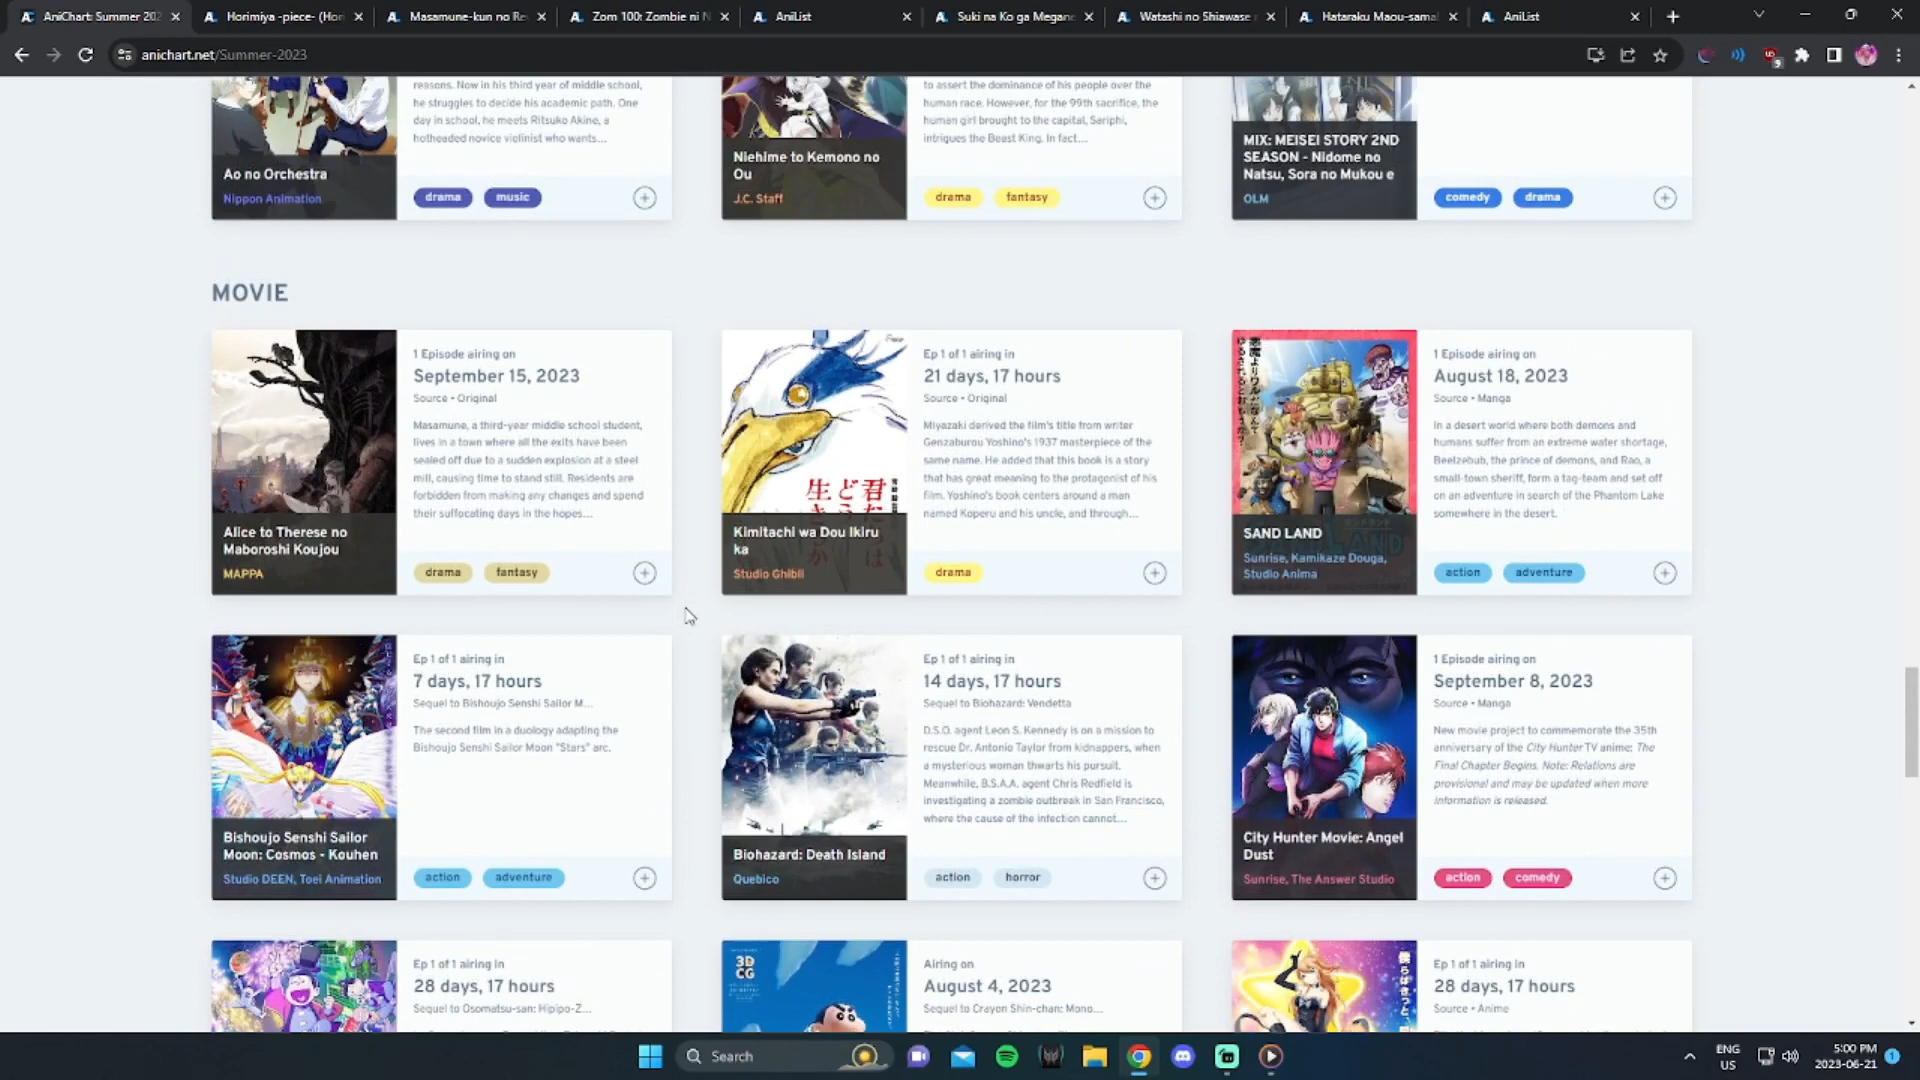 AniChart: Summer 202
Horimiya -piece- (Hori
Masamune-kun no Re
Zom 100: Zombie ni N
AniList
Suki na Ko ga Megane
Watashi no Shiawase
Hataraku Maou-sama
AniList
anichart.net/Summer-2023
reasons. Now in his third year of middle school,
he struggles to decide his academic path. One
day in school, he meets Ritsuko Akine, a
hotheaded novice violinist who wants...
Ao no Orchestra
Nippon Animation
drama
music
to assert the dominance of his people over the
human race. However, for the 99th sacrifice, the
human girl brought to the capital, Sariphi,
intrigues the Beast King. In fact...
Niehime to Kemono no
Ou
J.C. Staff
drama
fantasy
MIX: MEISEI STORY 2ND
SEASON - Nidome no
Natsu, Sora no Mukou e
OLM
comedy
drama
MOVIE
1 Episode airing on
September 15, 2023
Source • Original
Masamune, a third-year middle school student,
lives in a town where all the exits have been
sealed off due to a sudden explosion at a steel
mill, causing time to stand still. Residents are
forbidden from making any changes and spend
their suffocating days in the hopes...
Alice to Therese no
Maboroshi Koujou
MAPPA
drama
fantasy
Ep 1 of 1 airing in
21 days, 17 hours
Source • Original
Miyazaki derived the film's title from writer
Genzaburou Yoshino's 1937 masterpiece of the
same name. He added that this book is a story
that has great meaning to the protagonist of his
film. Yoshino's book centers around a man
named Koperu and his uncle, and through...
Kimitachi wa Dou Ikiru
ka
Studio Ghibli
drama
1 Episode airing on
August 18, 2023
Source • Manga
In a desert world where both demons and
humans suffer from an extreme water shortage,
Beelzebub, the prince of demons, and Rao, a
small-town sheriff, form a tag-team and set off
on an adventure in search of the Phantom Lake
somewhere in the desert.
SAND LAND
Sunrise, Kamikaze Douga,
Studio Anima
action
adventure
Ep 1 of 1 airing in
7 days, 17 hours
Sequel to Bishoujo Senshi Sailor M...
The second film in a duology adapting the
Bishoujo Senshi Sailor Moon "Stars" arc.
Bishoujo Senshi Sailor
Moon: Cosmos - Kouhen
Studio DEEN, Toei Animation
action
adventure
Ep 1 of 1 airing in
14 days, 17 hours
Sequel to Biohazard: Vendetta
D.S.O. agent Leon S. Kennedy is on a mission to
rescue Dr. Antonio Taylor from kidnappers, when
a mysterious woman thwarts his pursuit.
Meanwhile, B.S.A.A. agent Chris Redfield is
investigating a zombie outbreak in San Francisco,
where the cause of the infection cannot...
Biohazard: Death Island
Quebico
action
horror
1 Episode airing on
September 8, 2023
Source • Manga
New movie project to commemorate the 35th
anniversary of the City Hunter TV anime: The
Final Chapter Begins. Note: Relations are
provisional and may be updated when more
information is released.
City Hunter Movie: Angel
Dust
Sunrise, The Answer Studio
action
comedy
Ep 1 of 1 airing in
28 days, 17 hours
Sequel to Osomatsu-san: Hipipo-Z...
3D
CG
Airing on
August 4, 2023
Sequel to Crayon Shin-chan: Mono...
Ep 1 of 1 airing in
28 days, 17 hours
Source • Anime
Search
ENG
US
5:00 PM
2023-06-21
1